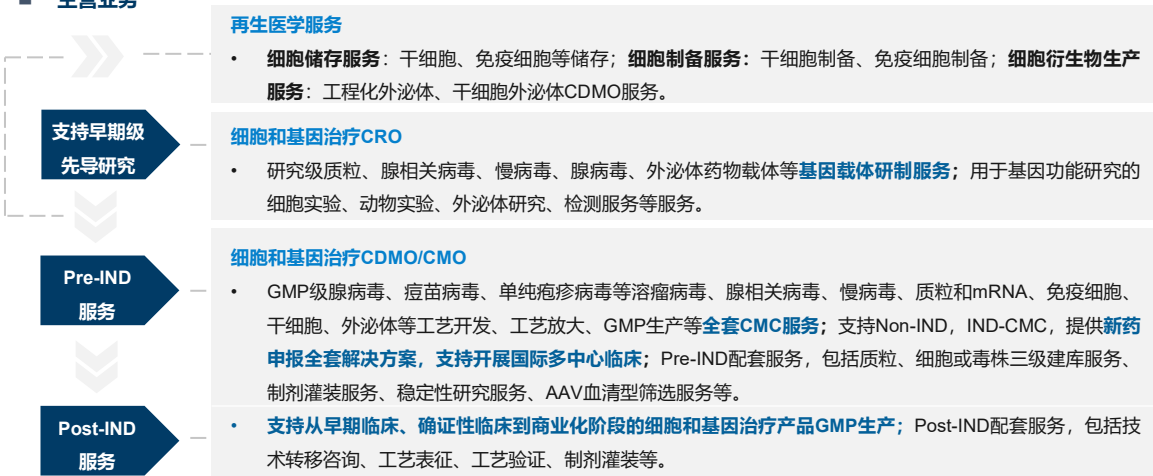 ■ 主营业务
再生医学服务
• 细胞储存服务：干细胞、免疫细胞等储存；细胞制备服务：干细胞制备、免疫细胞制备；细胞衍生物生产
服务：工程化外泌体、干细胞外泌体CDMO服务。
支持早期级
先导研究
细胞和基因治疗CRO
• 研究级质粒、腺相关病毒、慢病毒、腺病毒、外泌体药物载体等基因载体研制服务；用于基因功能研究的
细胞实验、动物实验、外泌体研究、检测服务等服务。
Pre-IND
服务
细胞和基因治疗CDMO/CMO
• GMP级腺病毒、痘苗病毒、单纯疱疹病毒等溶瘤病毒、腺相关病毒、慢病毒、质粒和mRNA、免疫细胞、
干细胞、外泌体等工艺开发、工艺放大、GMP生产等全套CMC服务；支持Non-IND，IND-CMC，提供新药
申报全套解决方案，支持开展国际多中心临床；Pre-IND配套服务，包括质粒、细胞或毒株三级建库服务、
制剂灌装服务、稳定性研究服务、AAV血清型筛选服务等。
Post-IND
服务
• 支持从早期临床、确证性临床到商业化阶段的细胞和基因治疗产品GMP生产；Post-IND配套服务，包括技
术转移咨询、工艺表征、工艺验证、制剂灌装等。